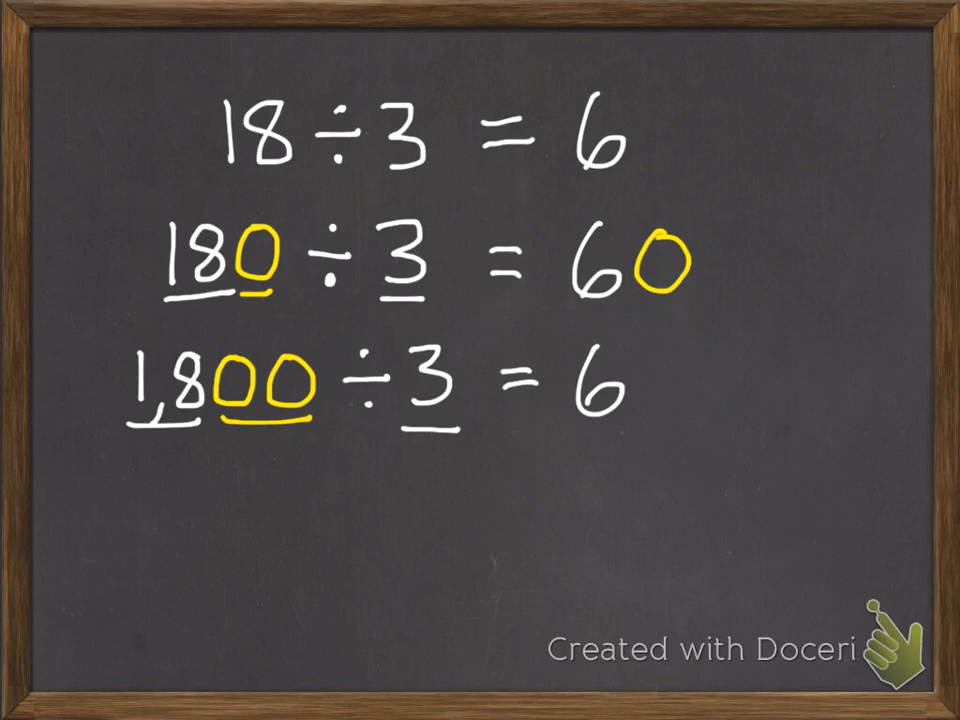 18 ÷ 3 = 6
180 ÷ 3 = 60
1,800 ÷ 3 = 6
Created with Doceri